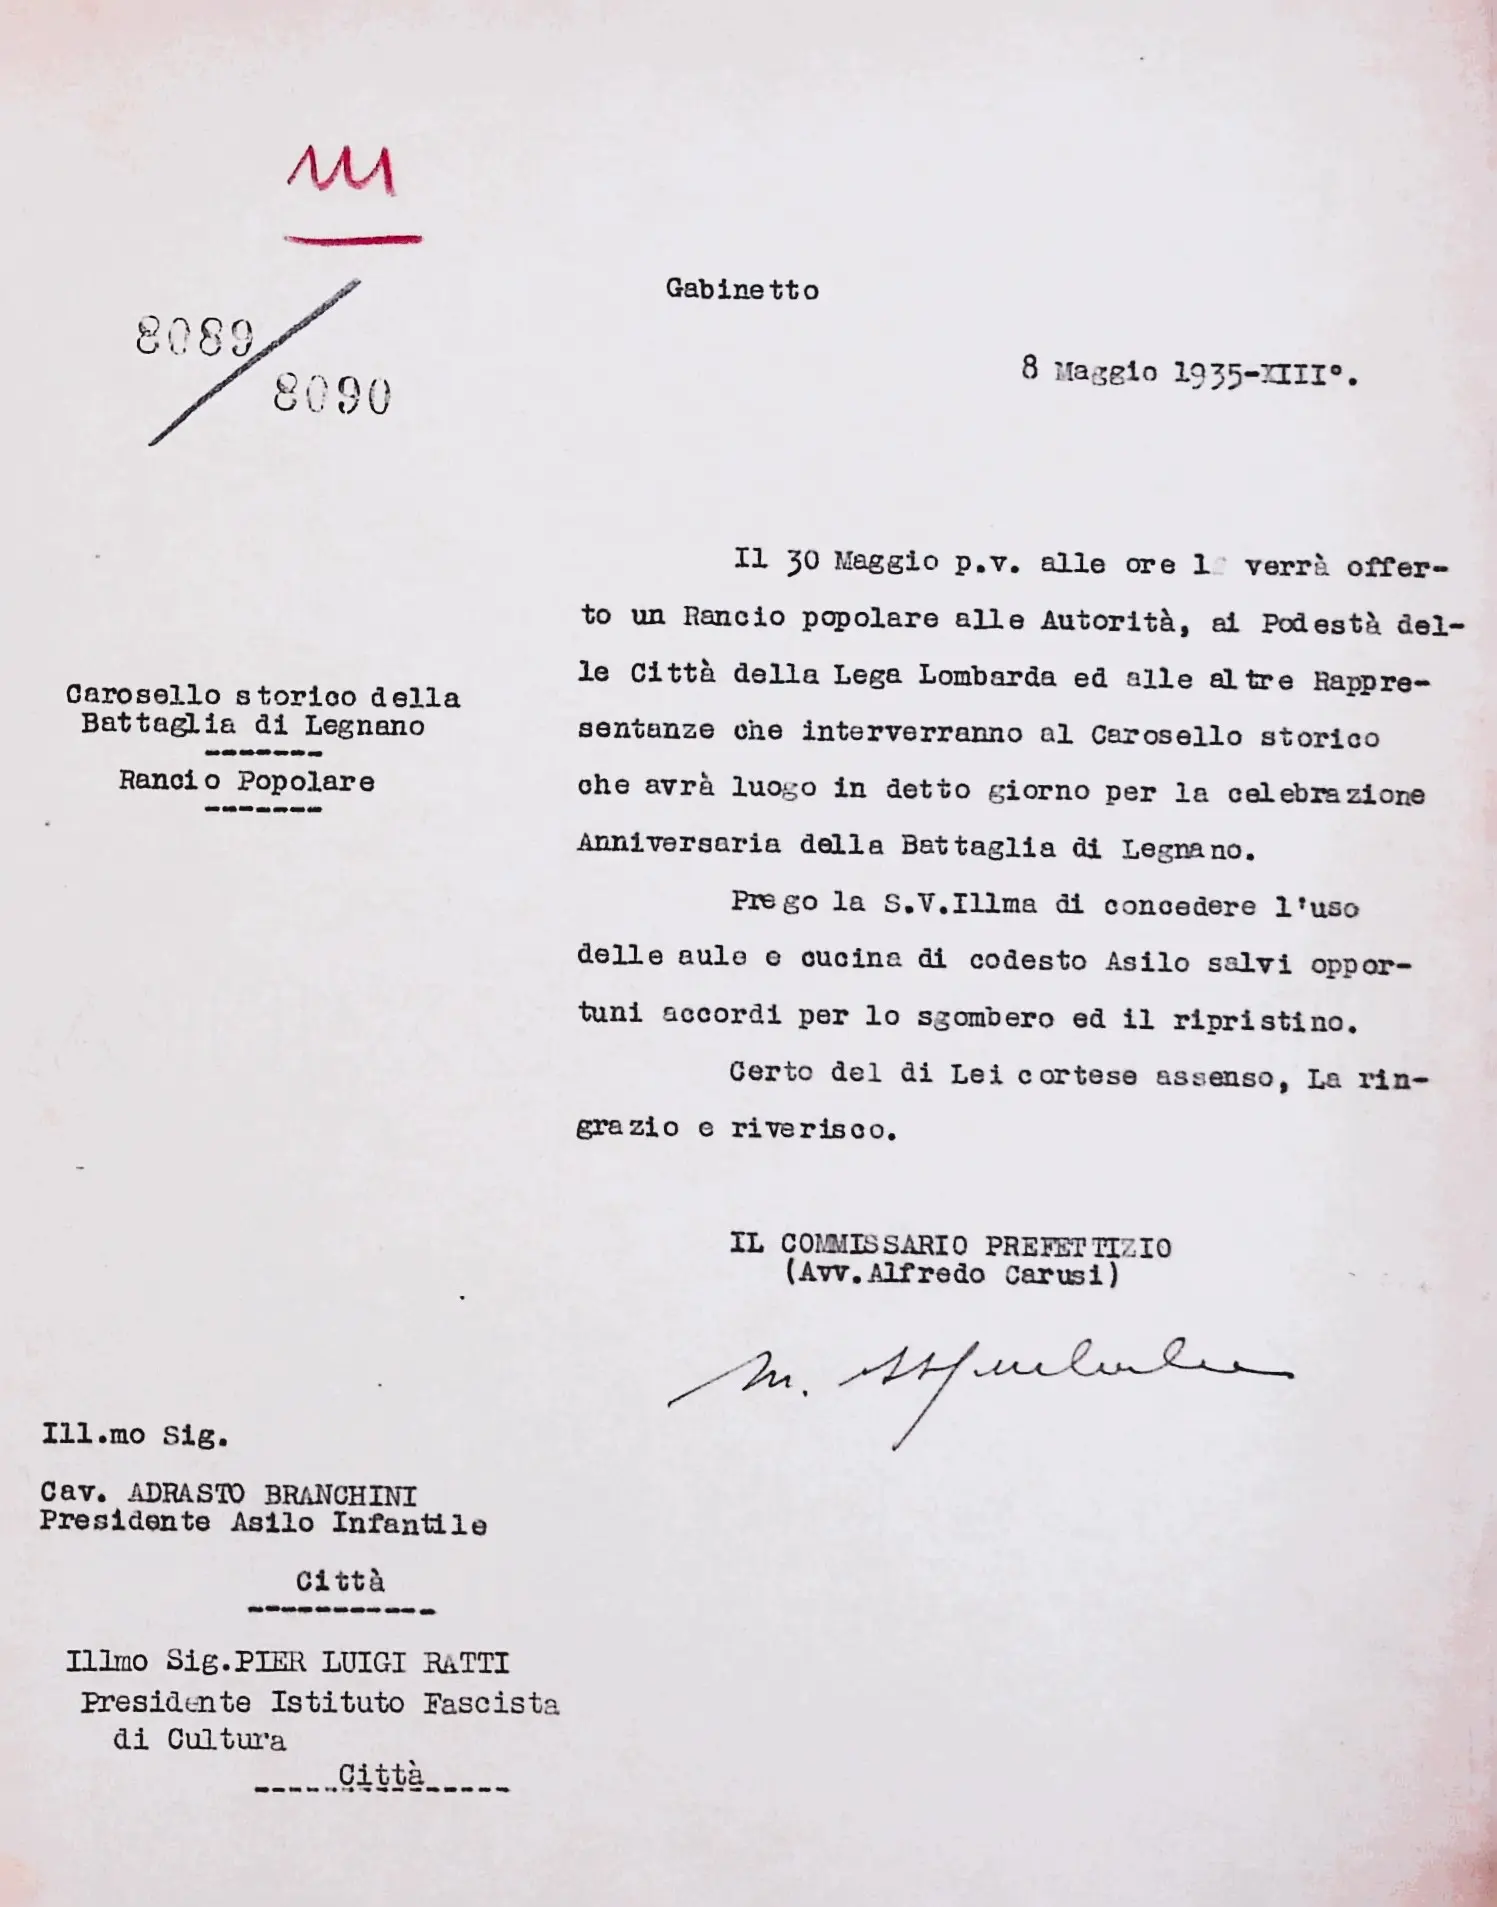 8089
8090
Gabinetto
8 Maggio 1935-XIII°.
Carosello storico della
Battaglia di Legnano
-------
Rancio Popolare
-------
Il 30 Maggio p.v. alle ore verrà offer-
to un Rancio popolare alle Autorità, ai Podestà del-
le Città della Lega Lombarda ed alle altre Rappre-
sentanze che interverranno al Carosello storico
che avrà luogo in detto giorno per la celebrazione
Anniversaria della Battaglia di Legnano.
Prego la S.V.Illma di concedere l'uso
delle aule e cucina di codesto Asilo salvi oppor-
tuni accordi per lo sgombero ed il ripristino.
Certo del di Lei cortese assenso, La rin-
grazio e riverisco.
IL COMMISSARIO PREFETTIZIO
(Avv.Alfredo Carusi)
Ill.mo Sig.
Cav. ADRASTO BRANCHINI
Presidente Asilo Infantile
Città
------------
Illmo Sig.PIER LUIGI RATTI
Presidente Istituto Fascista
di Cultura
Città